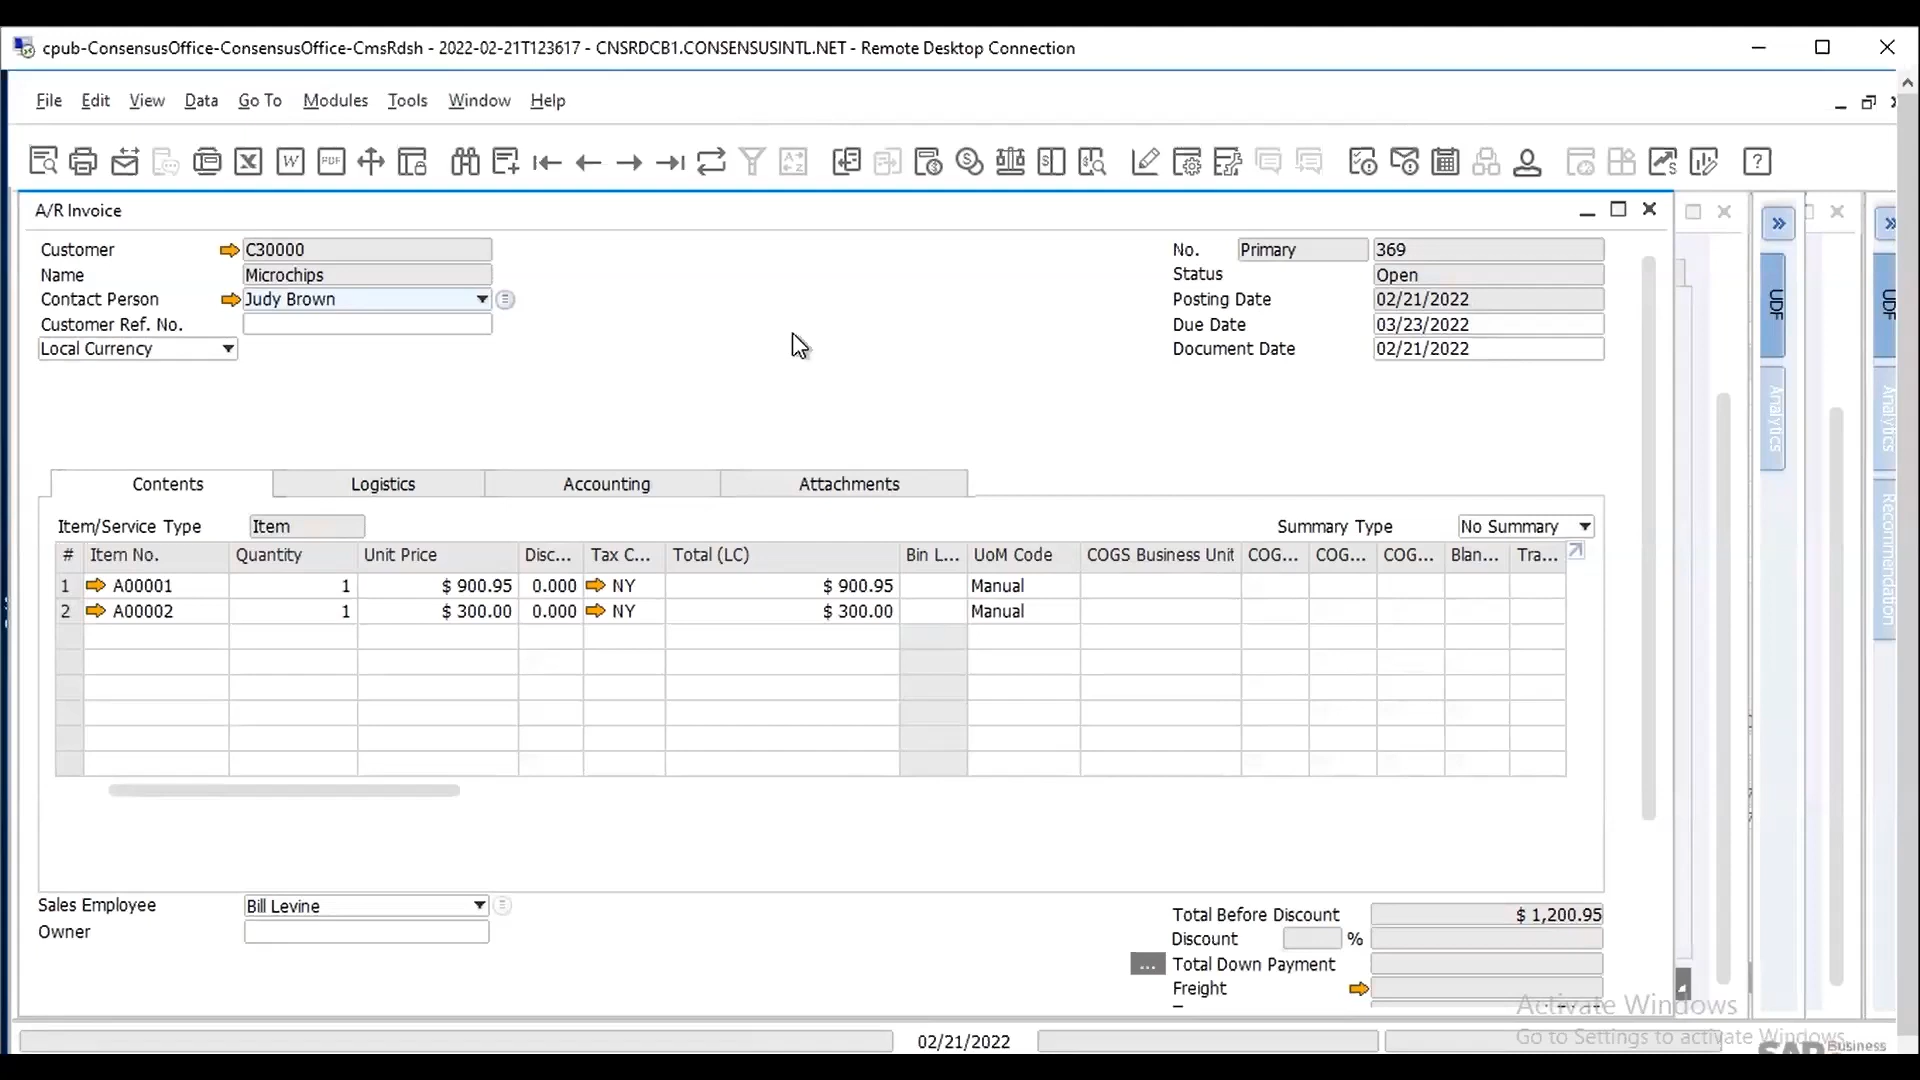 cpub-ConsensusOffice-ConsensusOffice-CmsRdsh - 2022-02-21T123617 - CNSRDCB1.CONSENSUSINTL.NET - Remote Desktop Connection
File Edit View Data Go To Modules Tools Window Help
W PDF ?
A/R Invoice
Customer C30000 No. Primary 369
Name Microchips Status Open
Contact Person Judy Brown Posting Date 02/21/2022
Customer Ref. No. Due Date 03/23/2022
Local Currency Document Date 02/21/2022
UDF UDF
Analytics Analytics
Recommendation
Contents Logistics Accounting Attachments
Item/Service Type Item Summary Type No Summary
# Item No. Quantity Unit Price Disc... Tax C... Total (LC) Bin L... UoM Code COGS Business Unit COG... COG... COG... Blan... Tra...
1 A00001 1 $ 900.95 0.000 NY $ 900.95 Manual
2 A00002 1 $ 300.00 0.000 NY $ 300.00 Manual
Sales Employee Bill Levine Total Before Discount $ 1,200.95
Owner Discount %
... Total Down Payment
Freight
Activate Windows
Go to Settings to activate Windows.
02/21/2022
SAP Business